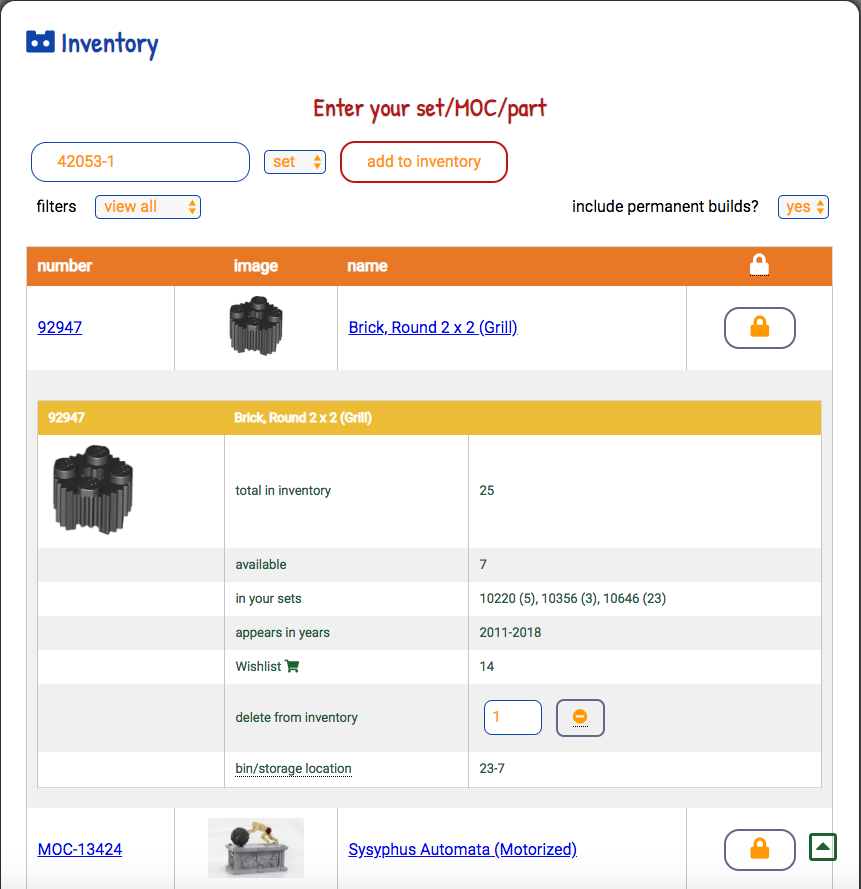 Inventory
Enter your set/MOC/part
42053-1 set add to inventory
filters view all include permanent builds? yes
number image name
92947 Brick, Round 2 x 2 (Grill)
92947 Brick, Round 2 x 2 (Grill)
total in inventory 25
available 7
in your sets 10220 (5), 10356 (3), 10646 (23)
appears in years 2011-2018
Wishlist 14
delete from inventory 1
bin/storage location 23-7
MOC-13424 Sysyphus Automata (Motorized)